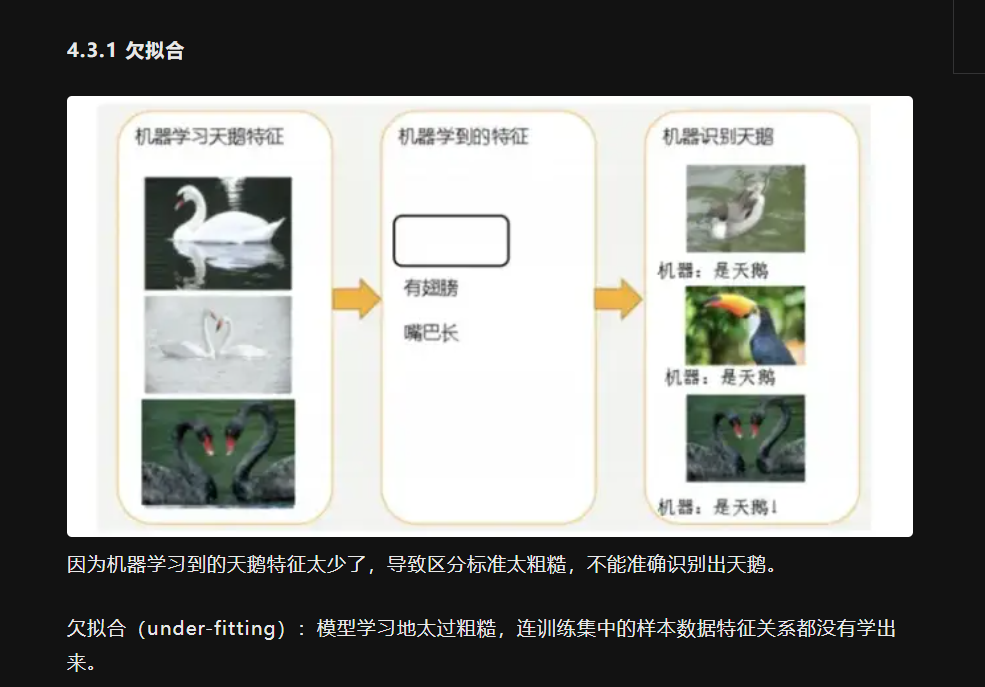 4.3.1 欠拟合
机器学习天鹅特征
机器学到的特征
有翅膀
嘴巴长
机器识别天鹅
机器：是天鹅
机器：是天鹅
机器：是天鹅！
因为机器学习到的天鹅特征太少了，导致区分标准太粗糙，不能准确识别出天鹅。
欠拟合（under-fitting）：模型学习地太过粗糙，连训练集中的样本数据特征关系都没有学出
来。